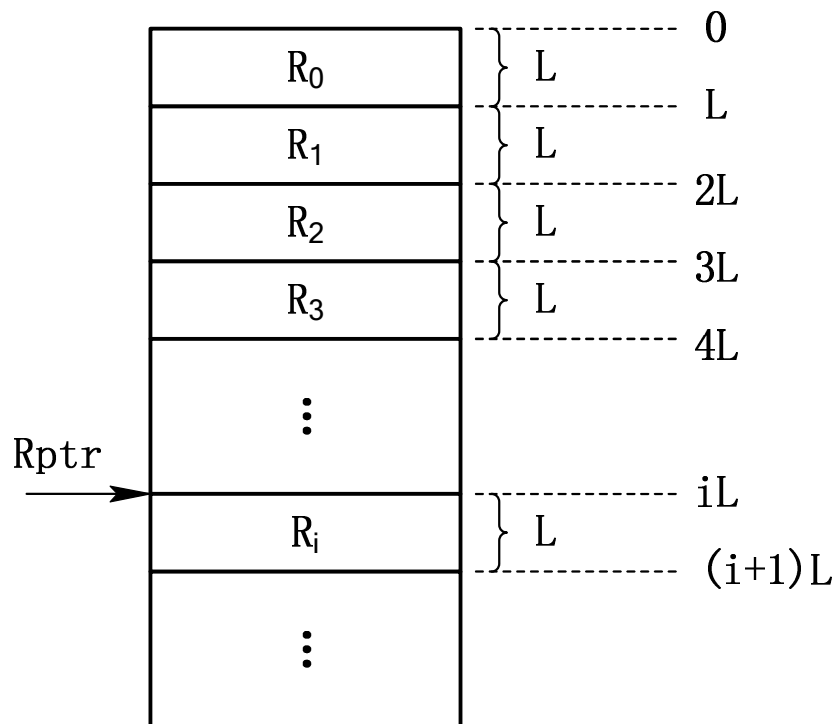 0
R₀ L
L
R₁ L
2L
R₂ L
3L
R₃ L
4L
⋮
Rptr
iL
Rᵢ L
(i+1)L
⋮